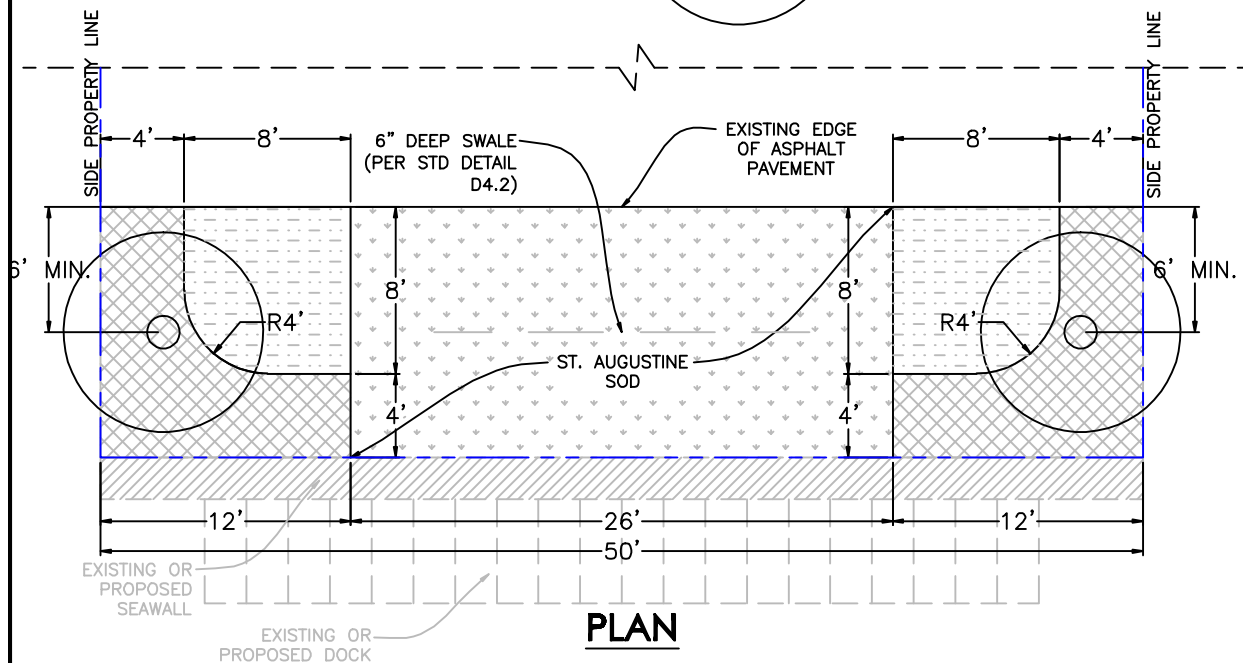 SIDE PROPERTY LINE
SIDE PROPERTY LINE
4'
8'
6" DEEP SWALE
(PER STD DETAIL
D4.2)
EXISTING EDGE
OF ASPHALT
PAVEMENT
8'
4'
6' MIN.
8'
8'
6' MIN.
R4'
R4'
ST. AUGUSTINE
SOD
4'
4'
12'
26'
12'
50'
EXISTING OR
PROPOSED
SEAWALL
EXISTING OR
PROPOSED DOCK
PLAN